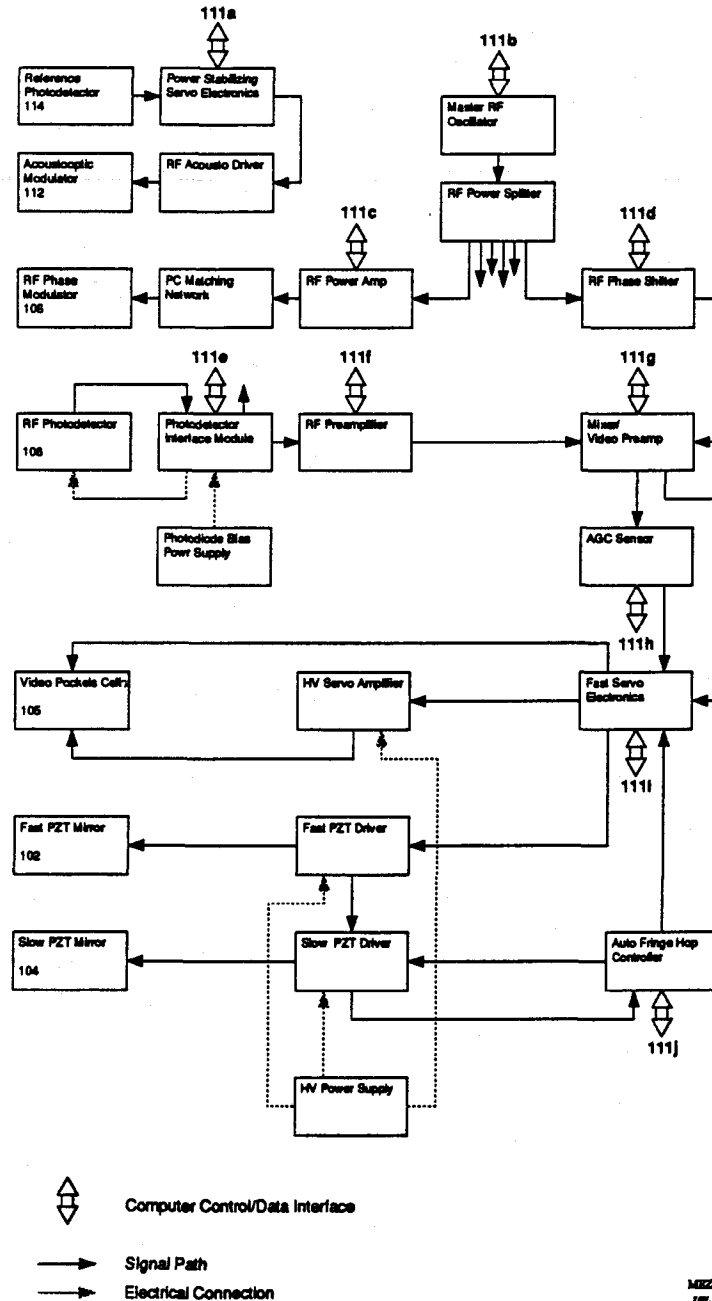 111a
111b
Reference
Photodetector
114
Power Stabilizing
Servo Electronics
Master RF
Oscillator
Acoustooptic
Modulator
112
RF Acousto Driver
RF Power Splitter
111c
111d
RF Phase
Modulator
106
PC Matching
Network
RF Power Amp
RF Phase Shifter
111e
111f
111g
RF Photodetector
108
Photodetector
Interface Module
RF Preamplifier
Mixer/
Video Preamp
Photodiode Bias
Powr Supply
AGC Sensor
111h
Video Pockels Cell
105
HV Servo Amplifier
Fast Servo
Electronics
111i
Fast PZT Mirror
102
Fast PZT Driver
Slow PZT Mirror
104
Slow PZT Driver
Auto Fringe Hop
Controller
111j
HV Power Supply
Computer Control/Data Interface
Signal Path
Electrical Connection